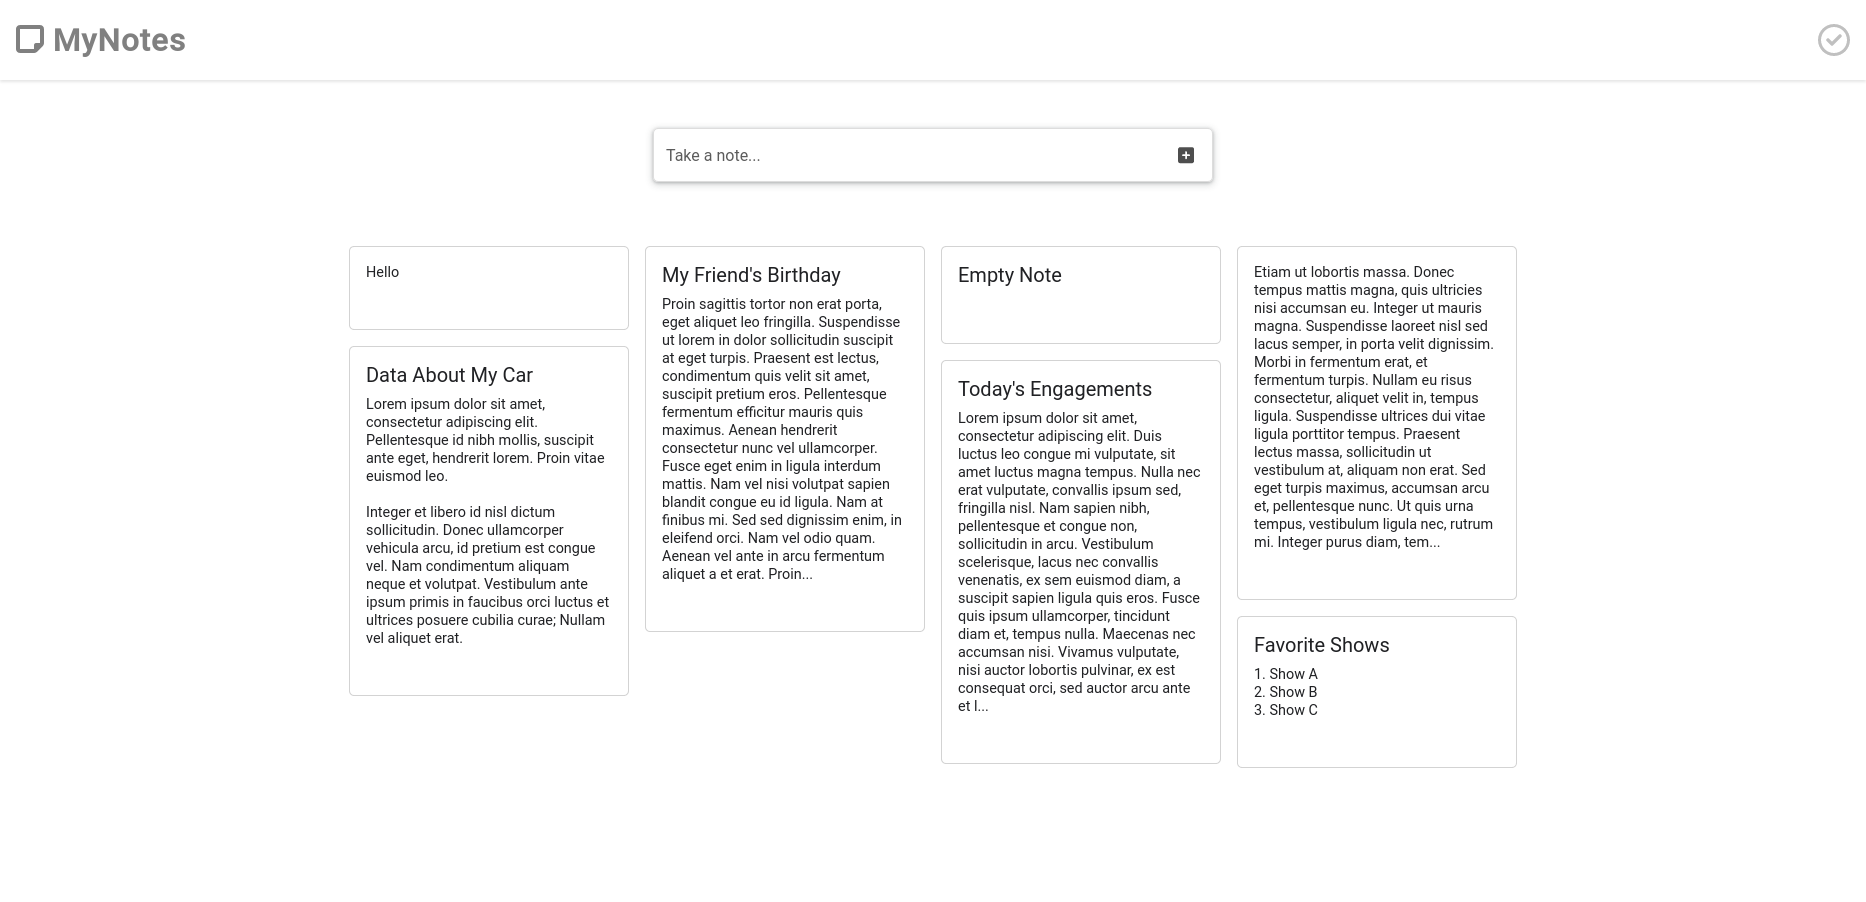 MyNotes
Take a note...
Hello
Data About My Car
Lorem ipsum dolor sit amet,
consectetur adipiscing elit.
Pellentesque id nibh mollis, suscipit
ante eget, hendrerit lorem. Proin vitae
euismod leo.
Integer et libero id nisl dictum
sollicitudin. Donec ullamcorper
vehicula arcu, id pretium est congue
vel. Nam condimentum aliquam
neque et volutpat. Vestibulum ante
ipsum primis in faucibus orci luctus et
ultrices posuere cubilia curae; Nullam
vel aliquet erat.
My Friend's Birthday
Proin sagittis tortor non erat porta,
eget aliquet leo fringilla. Suspendisse
ut lorem in dolor sollicitudin suscipit
at eget turpis. Praesent est lectus,
condimentum quis velit sit amet,
suscipit pretium eros. Pellentesque
fermentum efficitur mauris quis
maximus. Aenean hendrerit
consectetur nunc vel ullamcorper.
Fusce eget enim in ligula interdum
mattis. Nam vel nisi volutpat sapien
blandit congue eu id ligula. Nam at
finibus mi. Sed sed dignissim enim, in
eleifend orci. Nam vel odio quam.
Aenean vel ante in arcu fermentum
aliquet a et erat. Proin...
Empty Note
Today's Engagements
Lorem ipsum dolor sit amet,
consectetur adipiscing elit. Duis
luctus leo congue mi vulputate, sit
amet luctus magna tempus. Nulla nec
erat vulputate, convallis ipsum sed,
fringilla nisl. Nam sapien nibh,
pellentesque et congue non,
sollicitudin in arcu. Vestibulum
scelerisque, lacus nec convallis
venenatis, ex sem euismod diam, a
suscipit sapien ligula quis eros. Fusce
quis ipsum ullamcorper, tincidunt
diam et, tempus nulla. Maecenas nec
accumsan nisi. Vivamus vulputate,
nisi auctor lobortis pulvinar, ex est
consequat orci, sed auctor arcu ante
et l...
Etiam ut lobortis massa. Donec
tempus mattis magna, quis ultricies
nisi accumsan eu. Integer ut mauris
magna. Suspendisse laoreet nisl sed
lacus semper, in porta velit dignissim.
Morbi in fermentum erat, et
fermentum turpis. Nullam eu risus
consectetur, aliquet velit in, tempus
ligula. Suspendisse ultrices dui vitae
ligula porttitor tempus. Praesent
lectus massa, sollicitudin ut
vestibulum at, aliquam non erat. Sed
eget turpis maximus, accumsan arcu
et, pellentesque nunc. Ut quis urna
tempus, vestibulum ligula nec, rutrum
mi. Integer purus diam, tem...
Favorite Shows
1. Show A
2. Show B
3. Show C